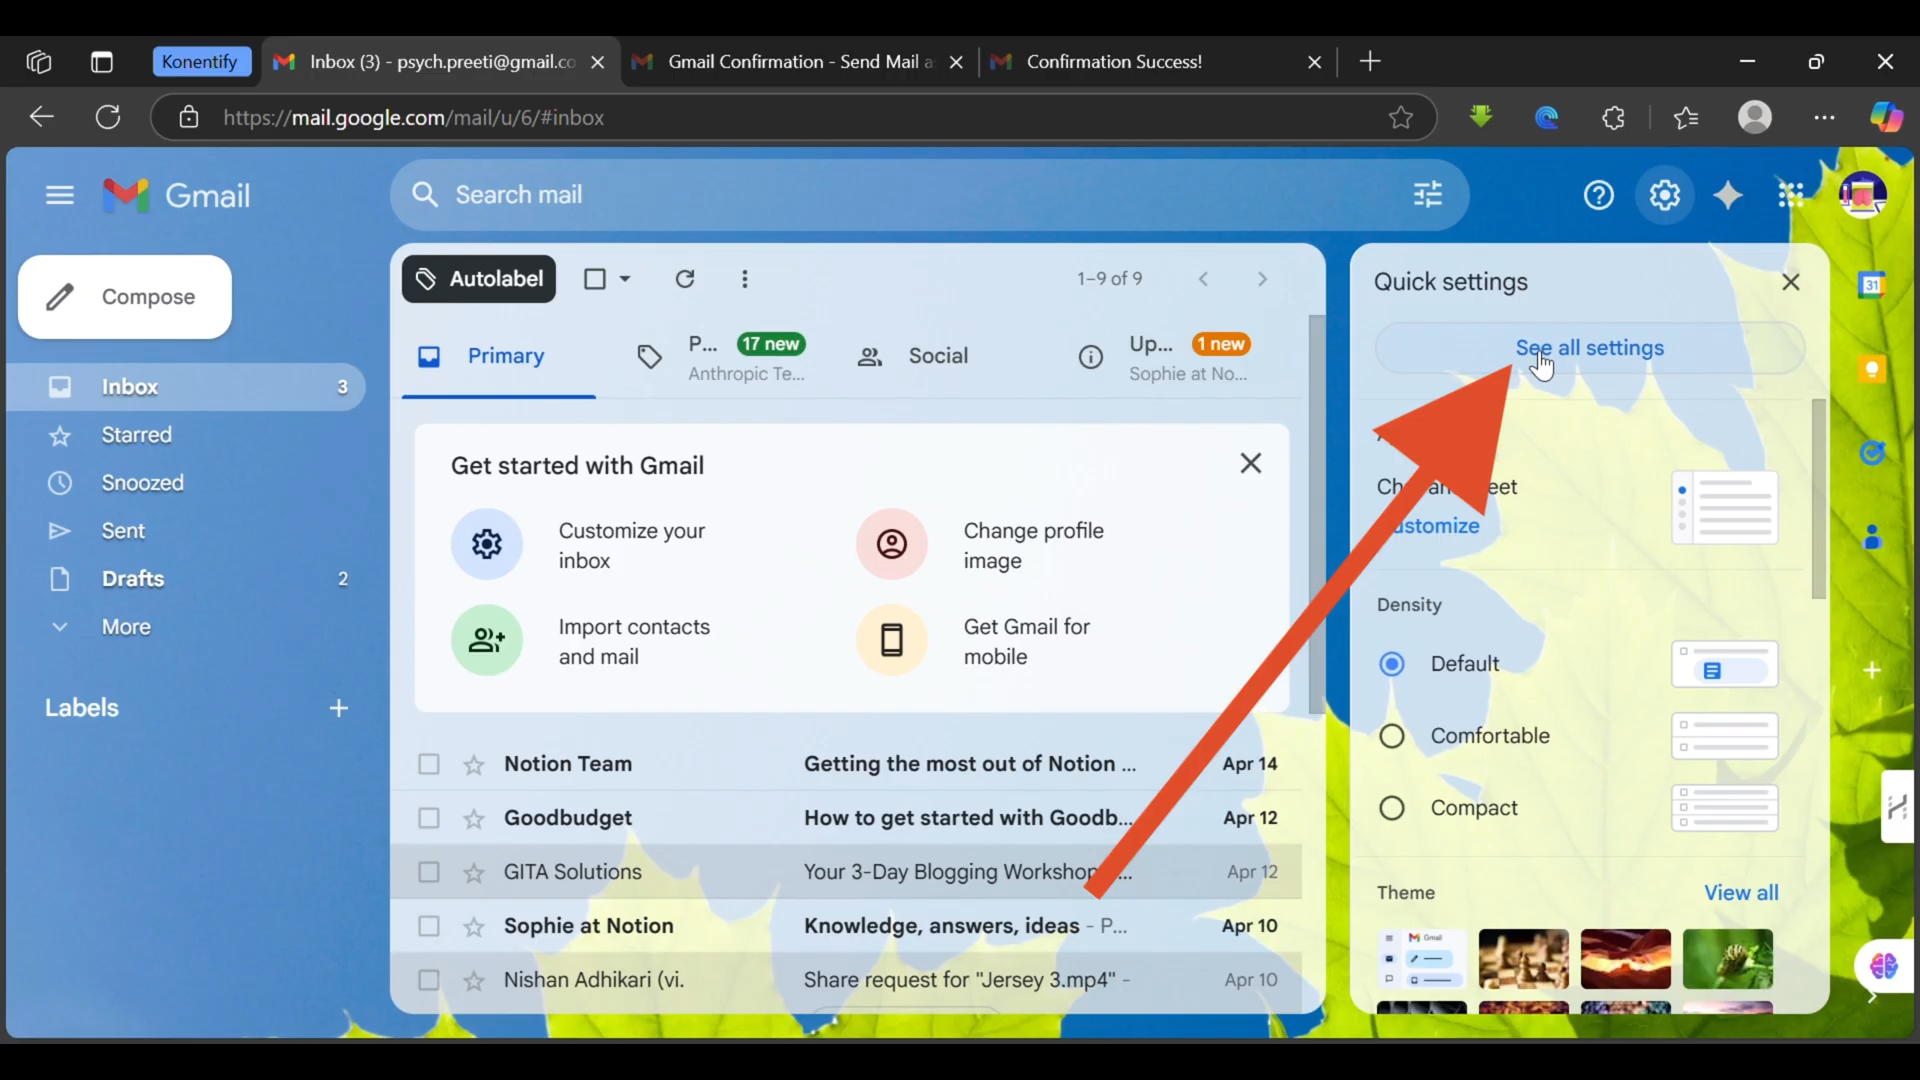 Konentify
Inbox (3) - psych.preeti@gmail.co
Gmail Confirmation - Send Mail a
Confirmation Success!
https://mail.google.com/mail/u/6/#inbox
Gmail
Search mail
Compose
Inbox 3
Starred
Snoozed
Sent
Drafts 2
More
Labels
Autolabel
1–9 of 9
Primary
P... 17 new
Anthropic Te...
Social
Up... 1 new
Sophie at No...
Get started with Gmail
Customize your
inbox
Change profile
image
Import contacts
and mail
Get Gmail for
mobile
Notion Team Getting the most out of Notion ... Apr 14
Goodbudget How to get started with Goodb... Apr 12
GITA Solutions Your 3-Day Blogging Workshop ... Apr 12
Sophie at Notion Knowledge, answers, ideas - P... Apr 10
Nishan Adhikari (vi. Share request for "Jersey 3.mp4" - Apr 10
Quick settings
See all settings
Customize
Density
Default
Comfortable
Compact
Theme View all
Gmail
31